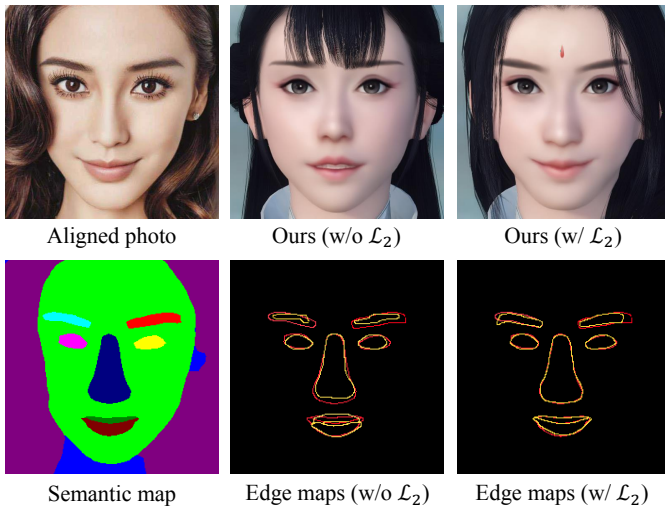 Aligned photo
Ours (w/o ℒ₂)
Ours (w/ ℒ₂)
Semantic map
Edge maps (w/o ℒ₂)
Edge maps (w/ ℒ₂)